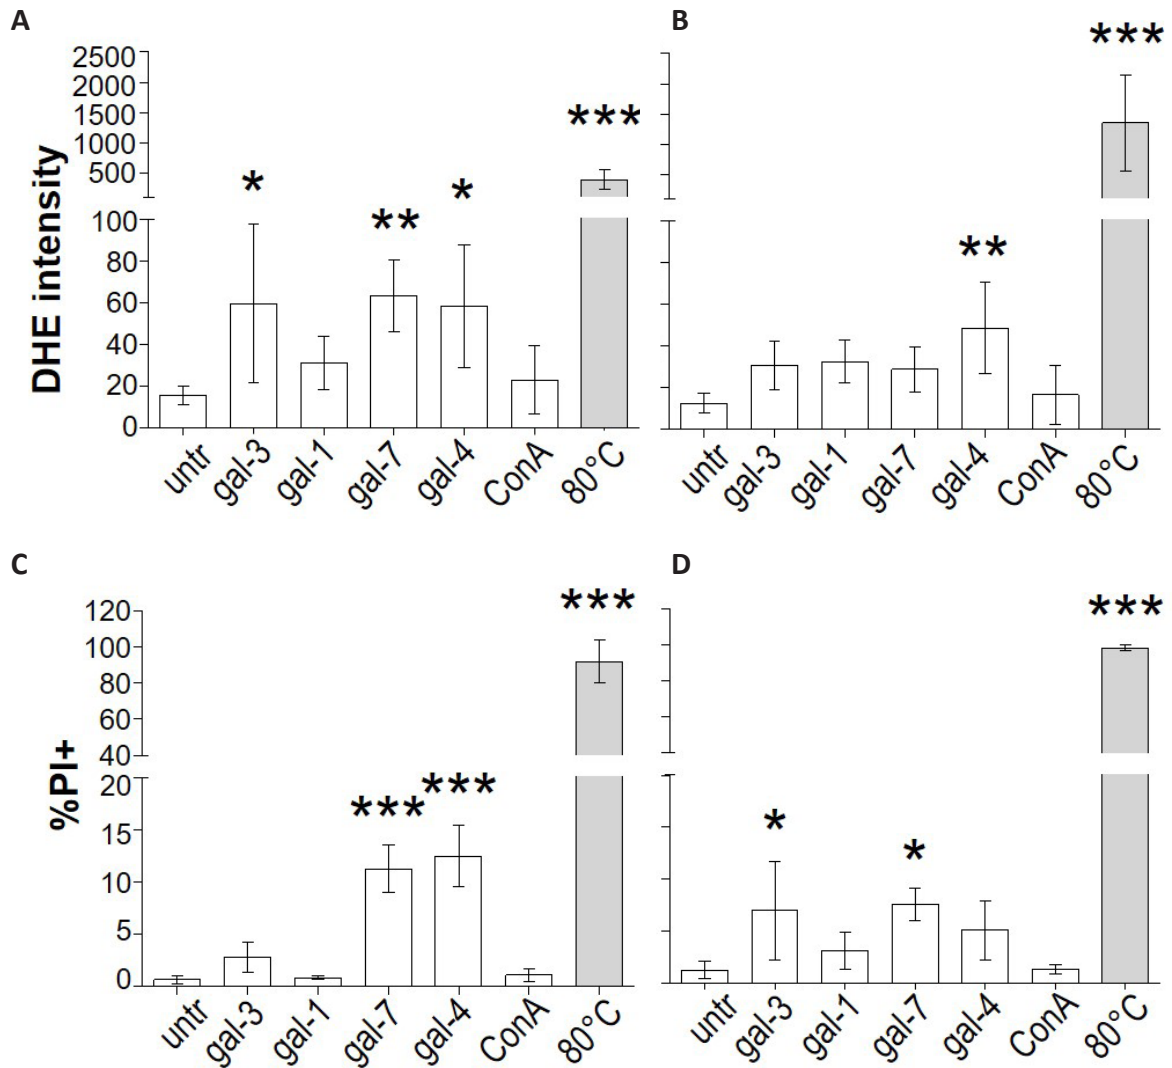 A
B
DHE intensity
2500
2000
1500
1000
500
100
80
60
40
20
0
*
**
*
***
**
***
untr
gal-3
gal-1
gal-7
gal-4
ConA
80°C
untr
gal-3
gal-1
gal-7
gal-4
ConA
80°C
C
D
%PI+
120
100
80
60
40
20
15
10
5
0
***
***
***
*
*
***
untr
gal-3
gal-1
gal-7
gal-4
ConA
80°C
untr
gal-3
gal-1
gal-7
gal-4
ConA
80°C